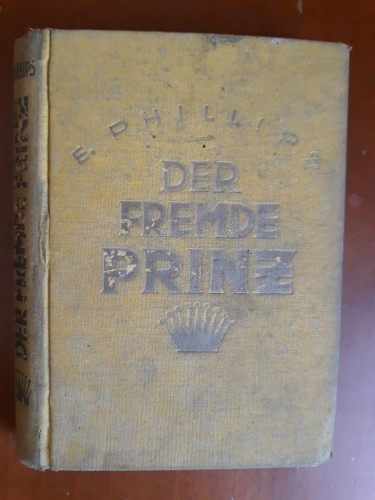 E. PHILLIPS
DER
FREMDE
PRINZ
DER FREMDE PRINZ